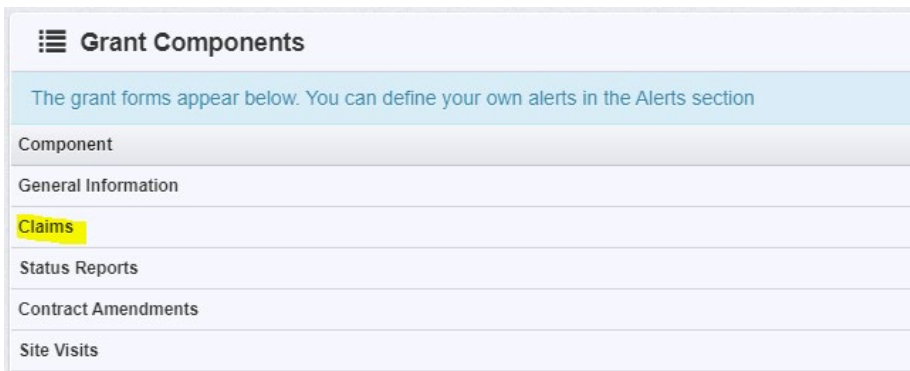 Grant Components
The grant forms appear below. You can define your own alerts in the Alerts section
Component
General Information
Claims
Status Reports
Contract Amendments
Site Visits